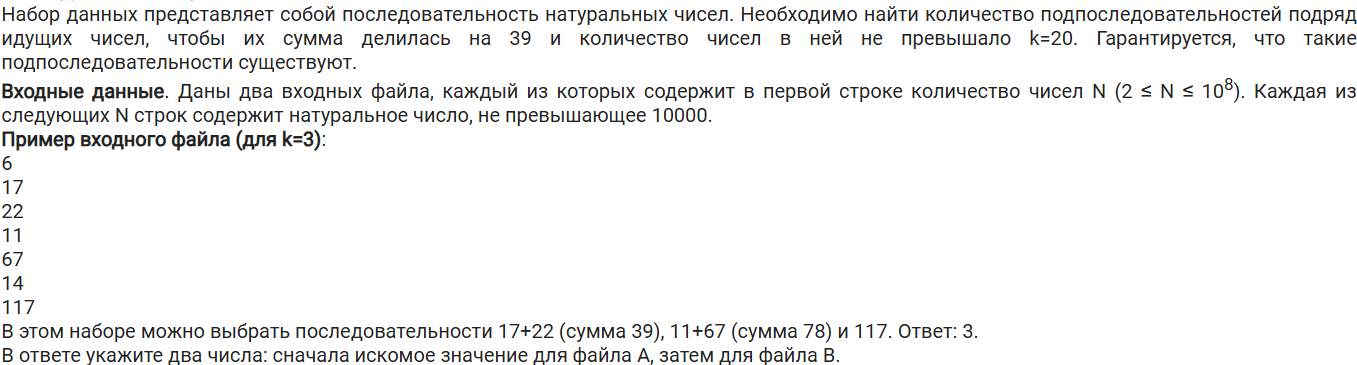 Набор данных представляет собой последовательность натуральных чисел. Необходимо найти количество подпоследовательностей подряд
идущих чисел, чтобы их сумма делилась на 39 и количество чисел в ней не превышало k=20. Гарантируется, что такие
подпоследовательности существуют.
Входные данные. Даны два входных файла, каждый из которых содержит в первой строке количество чисел N (2 ≤ N ≤ 10⁸). Каждая из
следующих N строк содержит натуральное число, не превышающее 10000.
Пример входного файла (для k=3):
6
17
22
11
67
14
117
В этом наборе можно выбрать последовательности 17+22 (сумма 39), 11+67 (сумма 78) и 117. Ответ: 3.
В ответе укажите два числа: сначала искомое значение для файла А, затем для файла B.